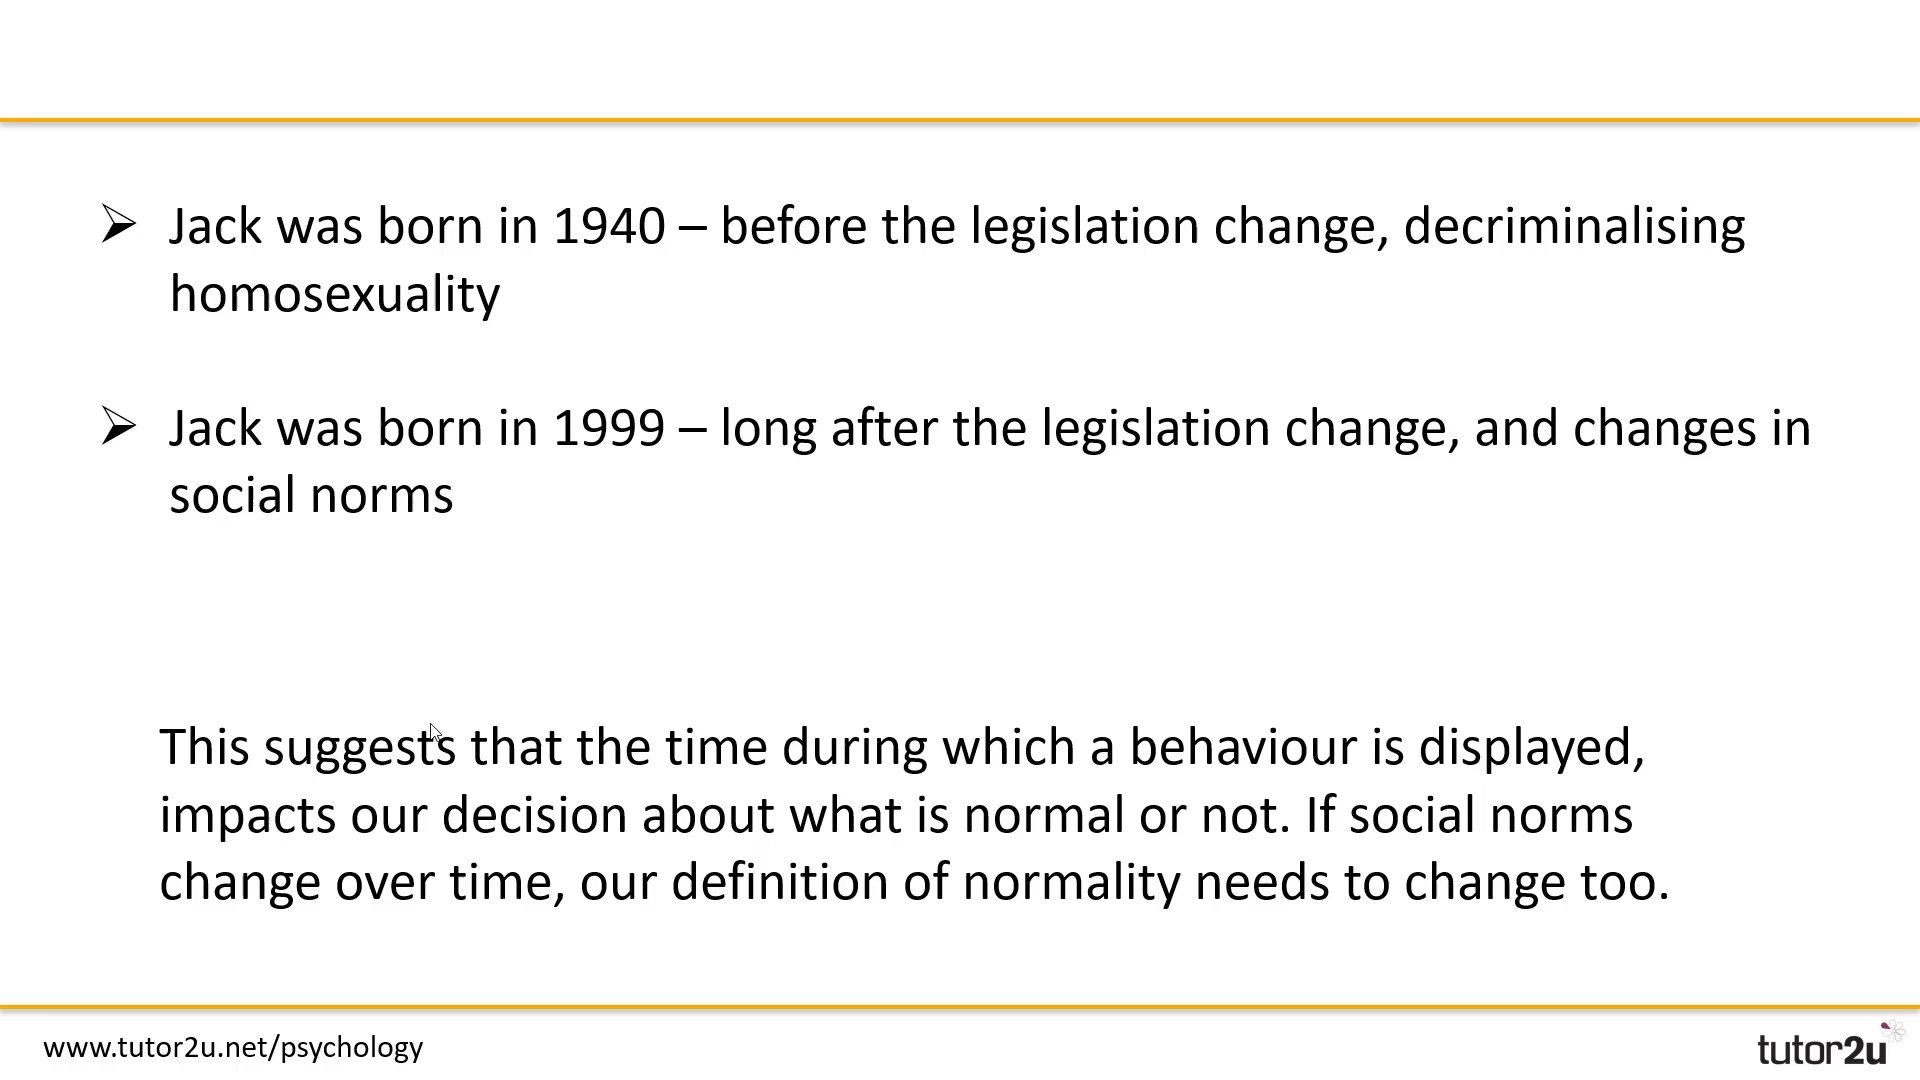 ➢ Jack was born in 1940 – before the legislation change, decriminalising
homosexuality
➢ Jack was born in 1999 – long after the legislation change, and changes in
social norms
This suggests that the time during which a behaviour is displayed,
impacts our decision about what is normal or not. If social norms
change over time, our definition of normality needs to change too.
www.tutor2u.net/psychology
tutor2u